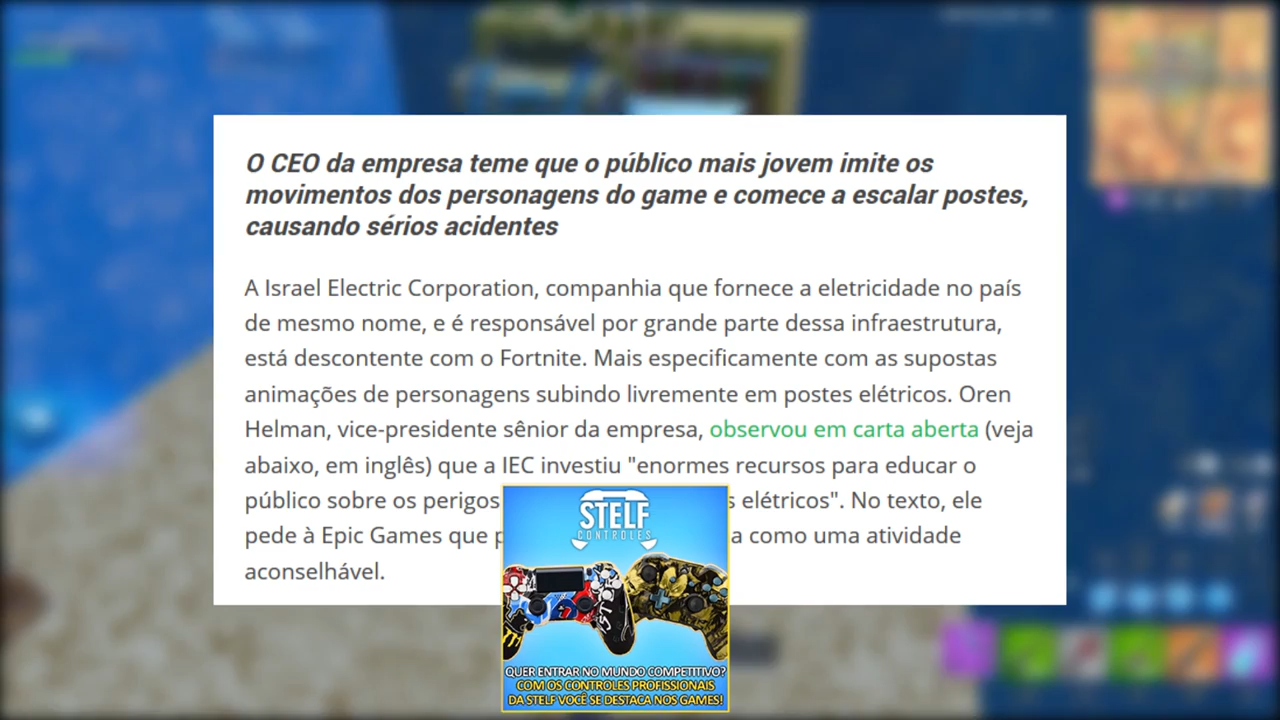 O CEO da empresa teme que o público mais jovem imite os
movimentos dos personagens do game e comece a escalar postes,
causando sérios acidentes
A Israel Electric Corporation, companhia que fornece a eletricidade no país
de mesmo nome, e é responsável por grande parte dessa infraestrutura,
está descontente com o Fortnite. Mais especificamente com as supostas
animações de personagens subindo livremente em postes elétricos. Oren
Helman, vice-presidente sênior da empresa, observou em carta aberta (veja
abaixo, em inglês) que a IEC investiu "enormes recursos para educar o
público sobre os perigos s elétricos". No texto, ele
pede à Epic Games que p a como uma atividade
aconselhável.
STELF
CONTROLES
QUER ENTRAR NO MUNDO COMPETITIVO?
COM OS CONTROLES PROFISSIONAIS
DA STELF VOCÊ SE DESTACA NOS GAMES!